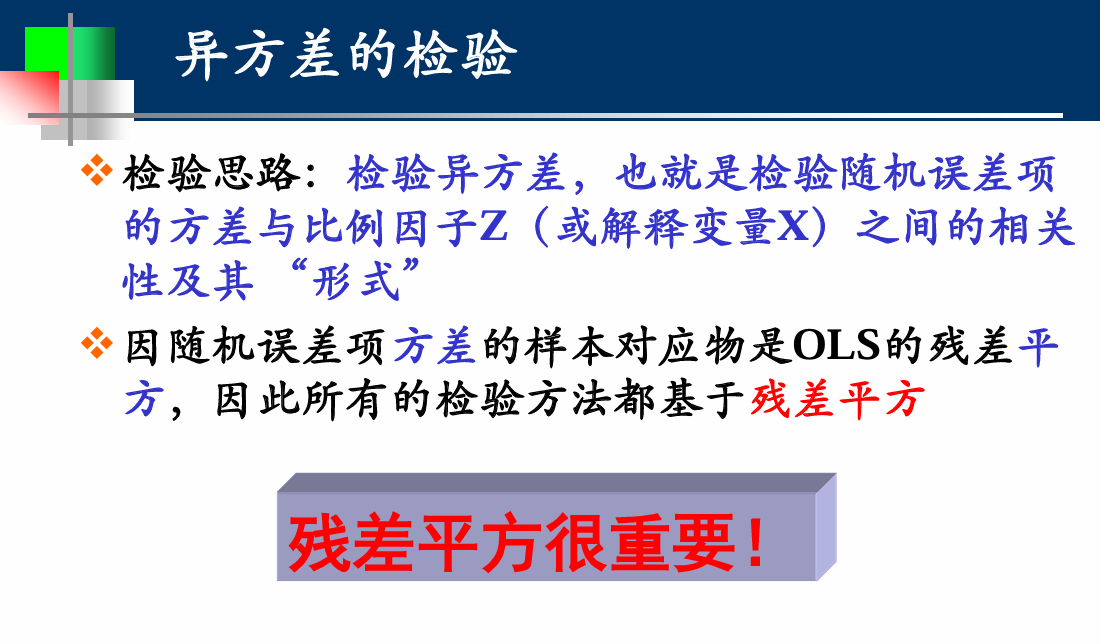 异方差的检验
检验思路：检验异方差，也就是检验随机误差项
的方差与比例因子Z（或解释变量X）之间的相关
性及其 “形式”
因随机误差项方差的样本对应物是OLS的残差平
方，因此所有的检验方法都基于残差平方
残差平方很重要！